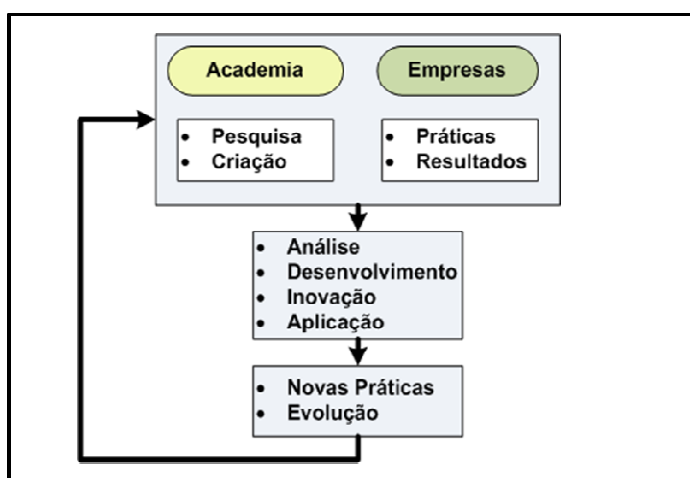 Academia
Empresas
• Pesquisa
• Criação
• Práticas
• Resultados
• Análise
• Desenvolvimento
• Inovação
• Aplicação
• Novas Práticas
• Evolução